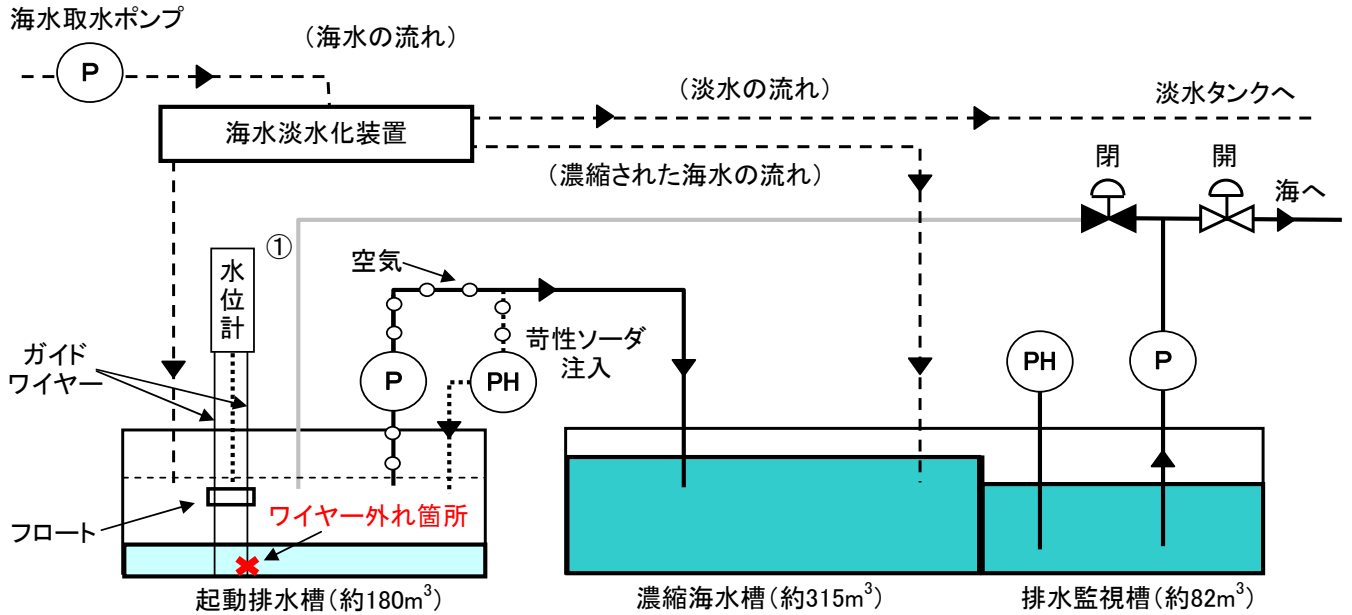 海水取水ポンプ
(海水の流れ)
P
(淡水の流れ)
淡水タンクへ
海水淡水化装置
(濃縮された海水の流れ)
閉
開
海へ
①
水位計
空気
苛性ソーダ
注入
ガイド
ワイヤー
P
PH
PH
P
フロート
ワイヤー外れ箇所
起動排水槽(約180m³)
濃縮海水槽(約315m³)
排水監視槽(約82m³)